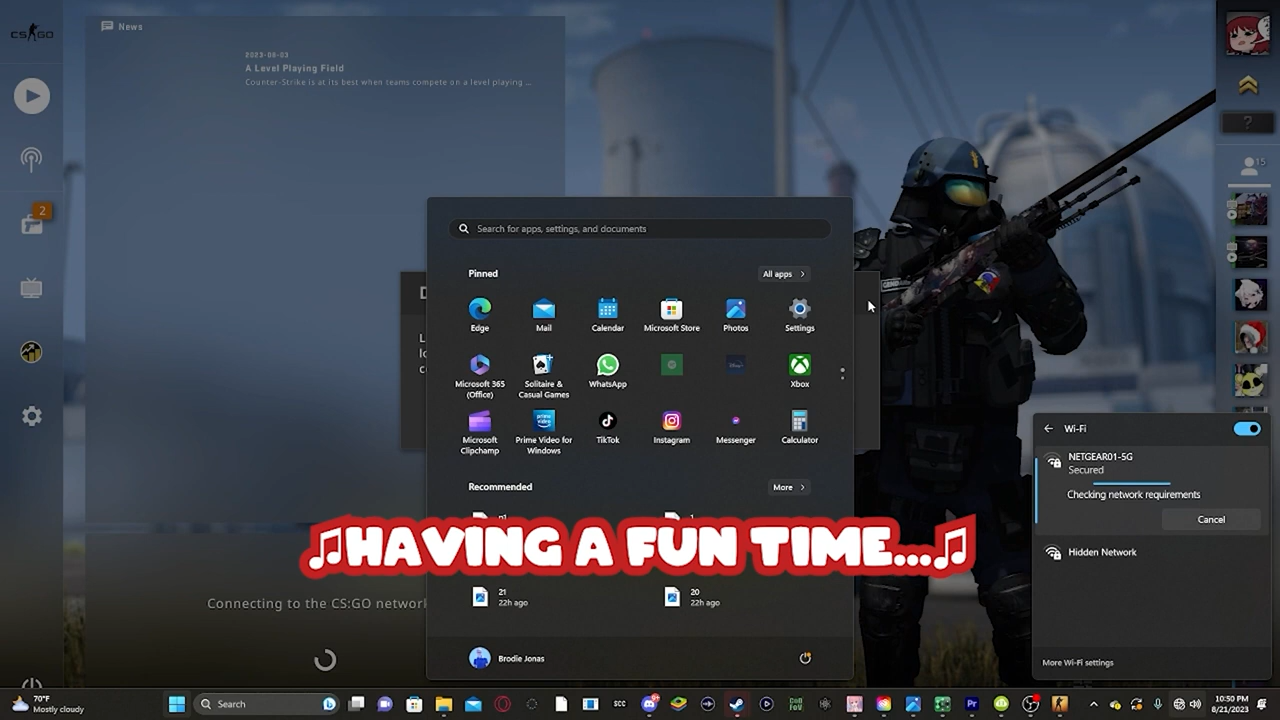 CS GO
News
2023-08-03
A Level Playing Field
Counter-Strike is at its best when teams compete on a level playing ...
?
15
2
Search for apps, settings, and documents
Pinned
All apps
Edge
Mail
Calendar
Microsoft Store
Photos
Settings
Microsoft 365 (Office)
Solitaire & Casual Games
WhatsApp
Xbox
Microsoft Clipchamp
Prime Video for Windows
TikTok
Instagram
Messenger
Calculator
Recommended
More
♫HAVING A FUN TIME...♫
21
22h ago
20
22h ago
Connecting to the CS:GO network
Brodie Jonas
Wi-Fi
NETGEAR01-5G
Secured
Checking network requirements
Cancel
Hidden Network
More Wi-Fi settings
70°F
Mostly cloudy
Search
SCC
Pr
10:50 PM
8/21/2023